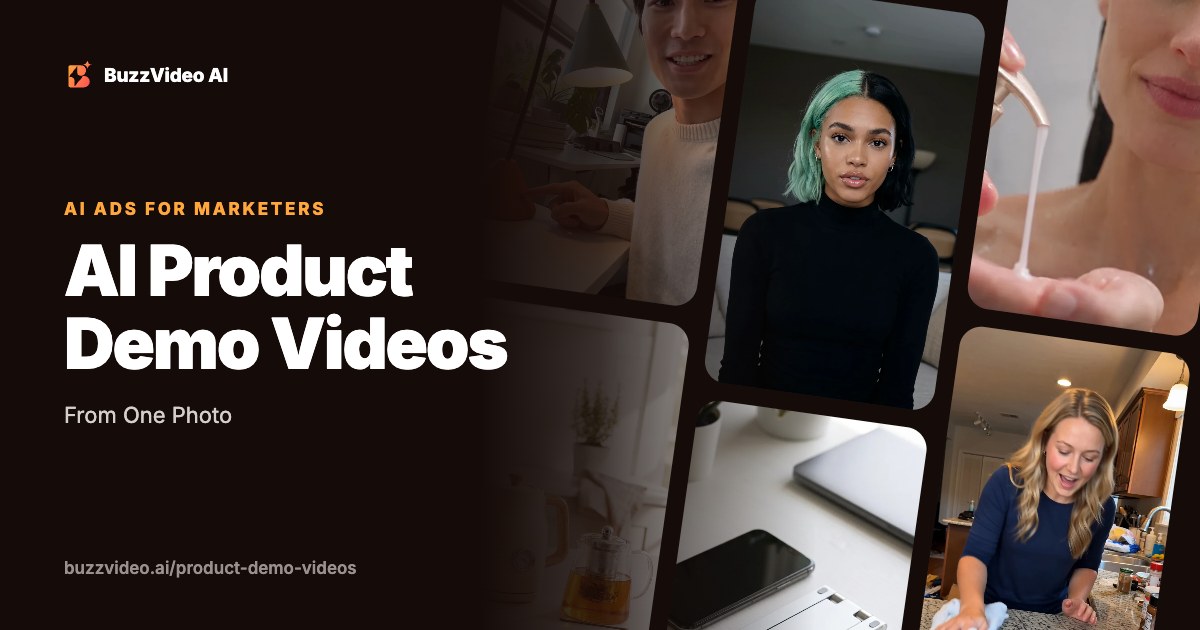 BuzzVideo AI
AI ADS FOR MARKETERS
AI Product
Demo Videos
From One Photo
buzzvideo.ai/product-demo-videos